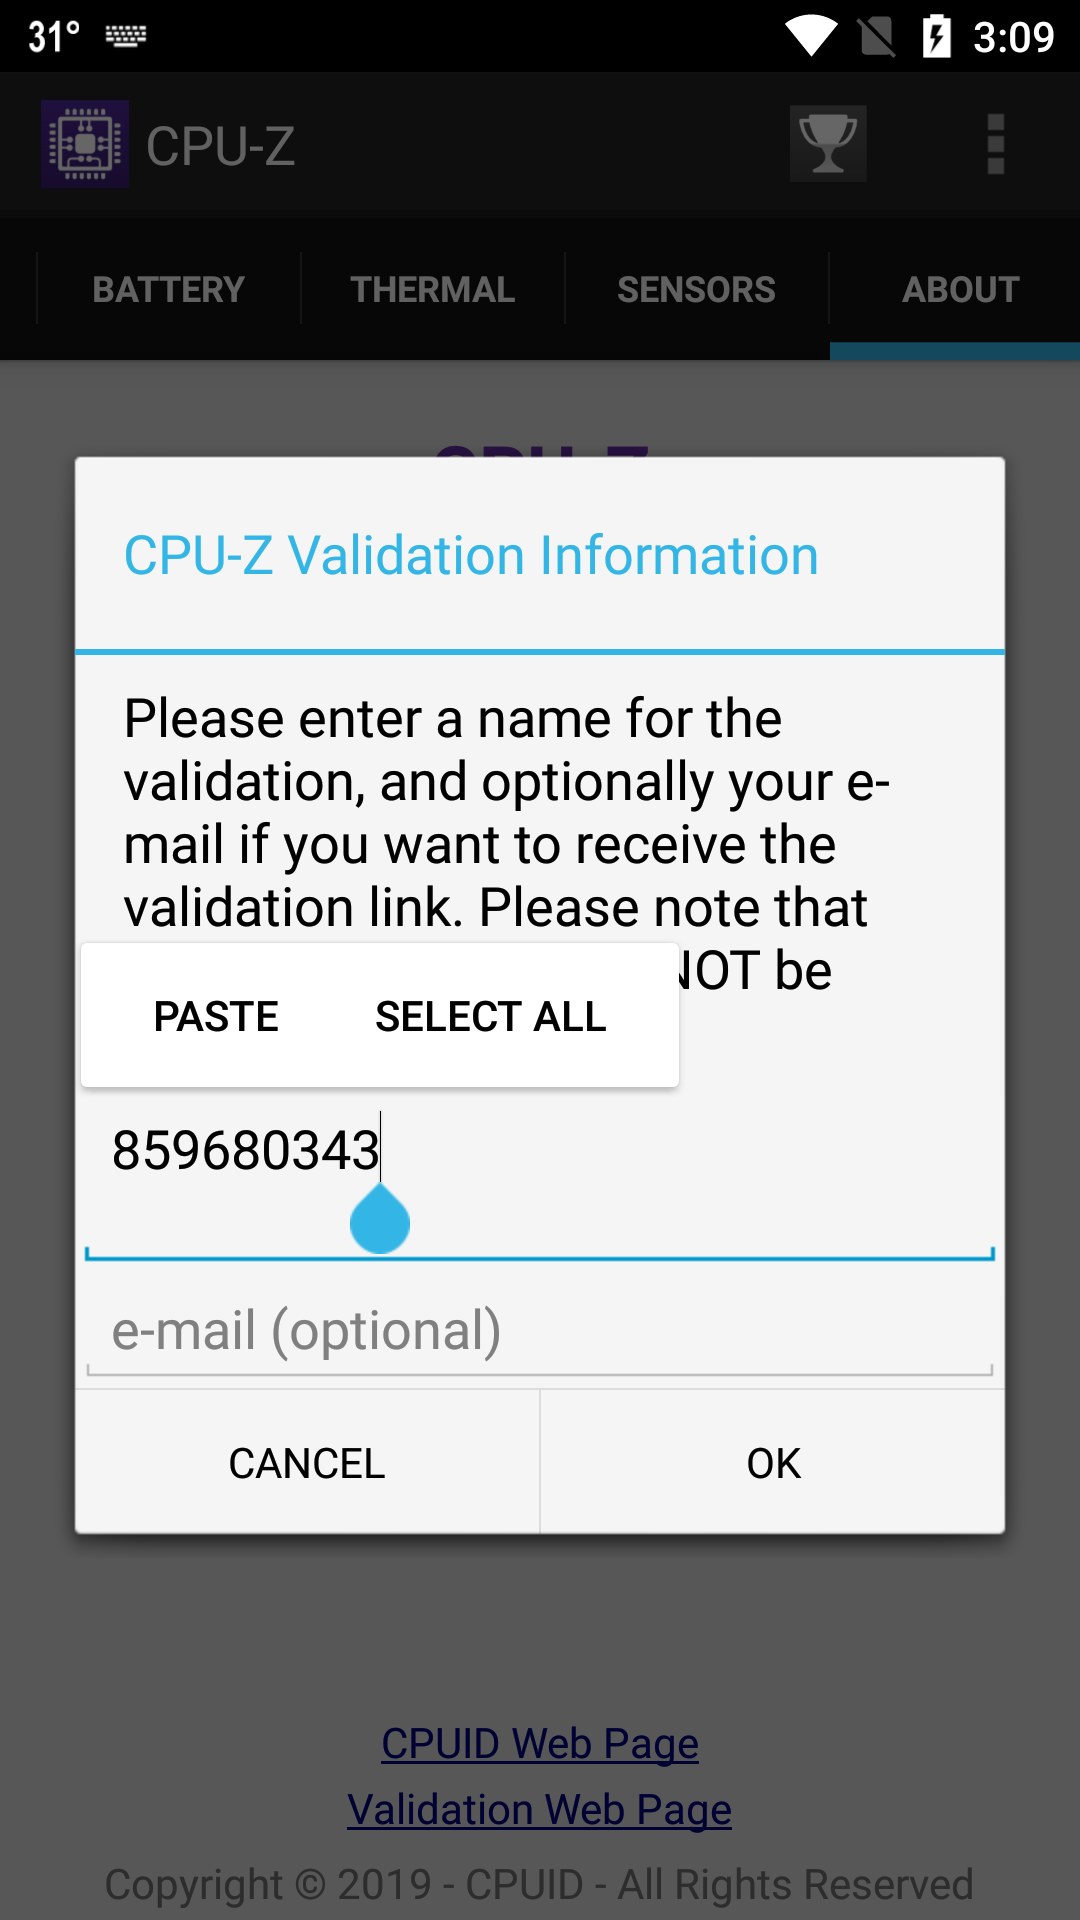 31° 3:09
CPU-Z
BATTERY THERMAL SENSORS ABOUT
CPU-Z
CPU-Z Validation Information
Please enter a name for the
validation, and optionally your e-
mail if you want to receive the
validation link. Please note that
NOT be
PASTE SELECT ALL
859680343
e-mail (optional)
CANCEL OK
CPUID Web Page
Validation Web Page
Copyright © 2019 - CPUID - All Rights Reserved